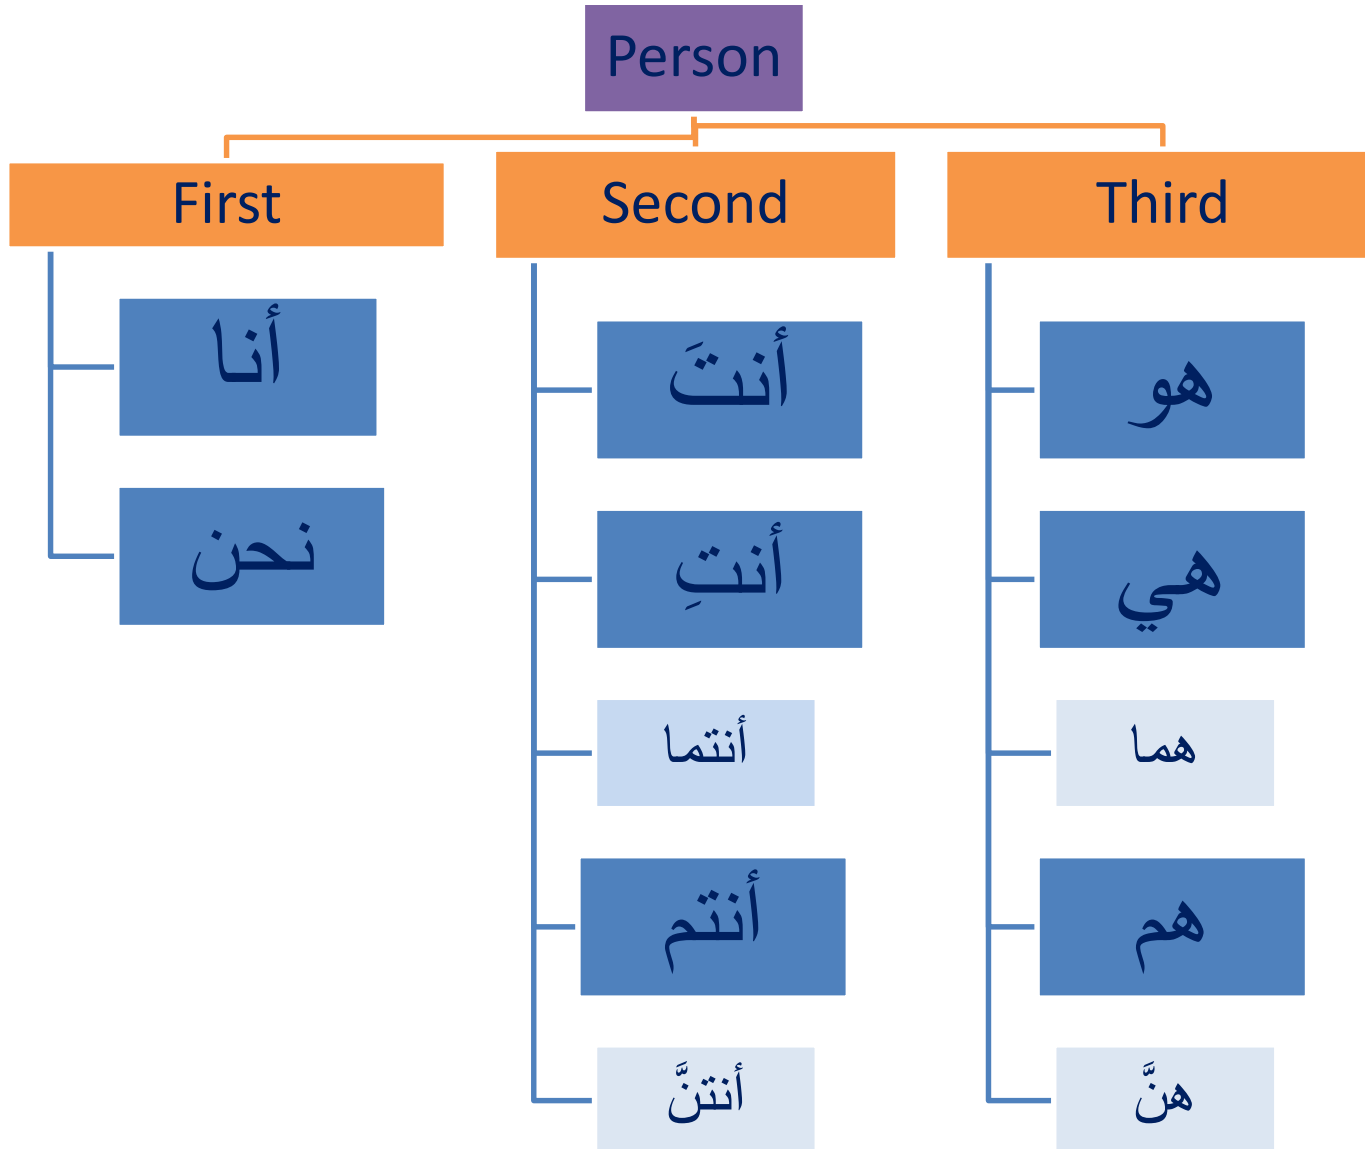 Person
First
أنا
نحن
Second
أنتَ
أنتِ
أنتما
أنتم
أنتنَّ
Third
هو
هي
هما
هم
هنَّ